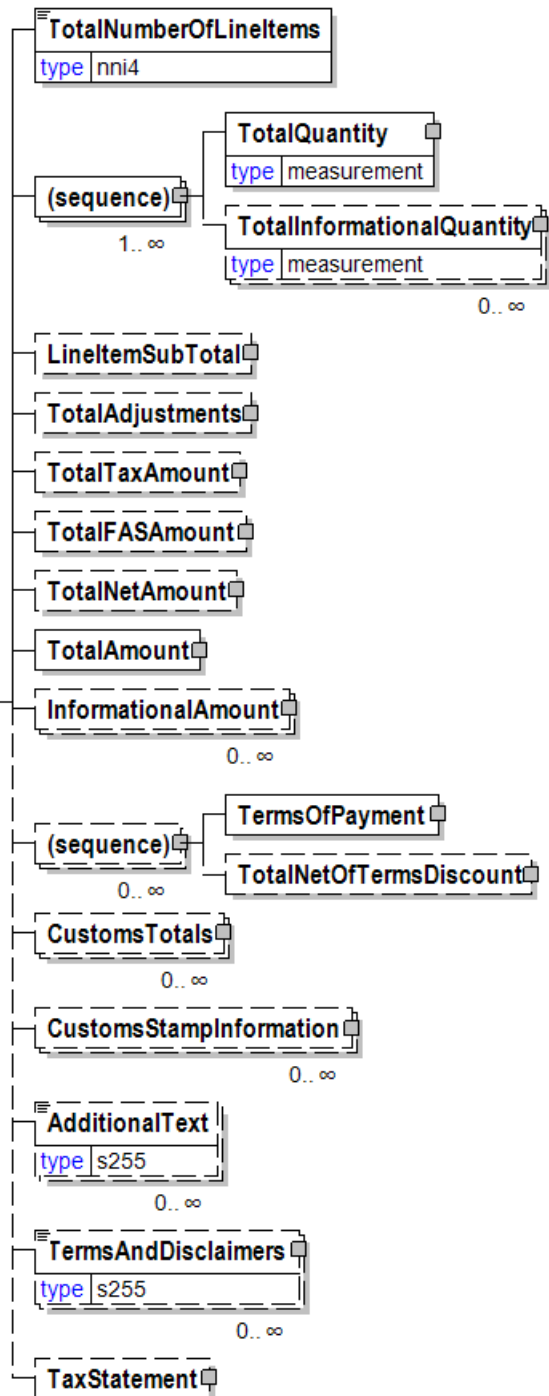 TotalNumberOfLineItems
type nni4
TotalQuantity
type measurement
(sequence)
1.. ∞
TotalInformationalQuantity
type measurement
0.. ∞
LineItemSubTotal
TotalAdjustments
TotalTaxAmount
TotalFASAmount
TotalNetAmount
TotalAmount
InformationalAmount
0.. ∞
TermsOfPayment
(sequence)
0.. ∞
TotalNetOfTermsDiscount
CustomsTotals
0.. ∞
CustomsStampInformation
0.. ∞
AdditionalText
type s255
0.. ∞
TermsAndDisclaimers
type s255
0.. ∞
TaxStatement